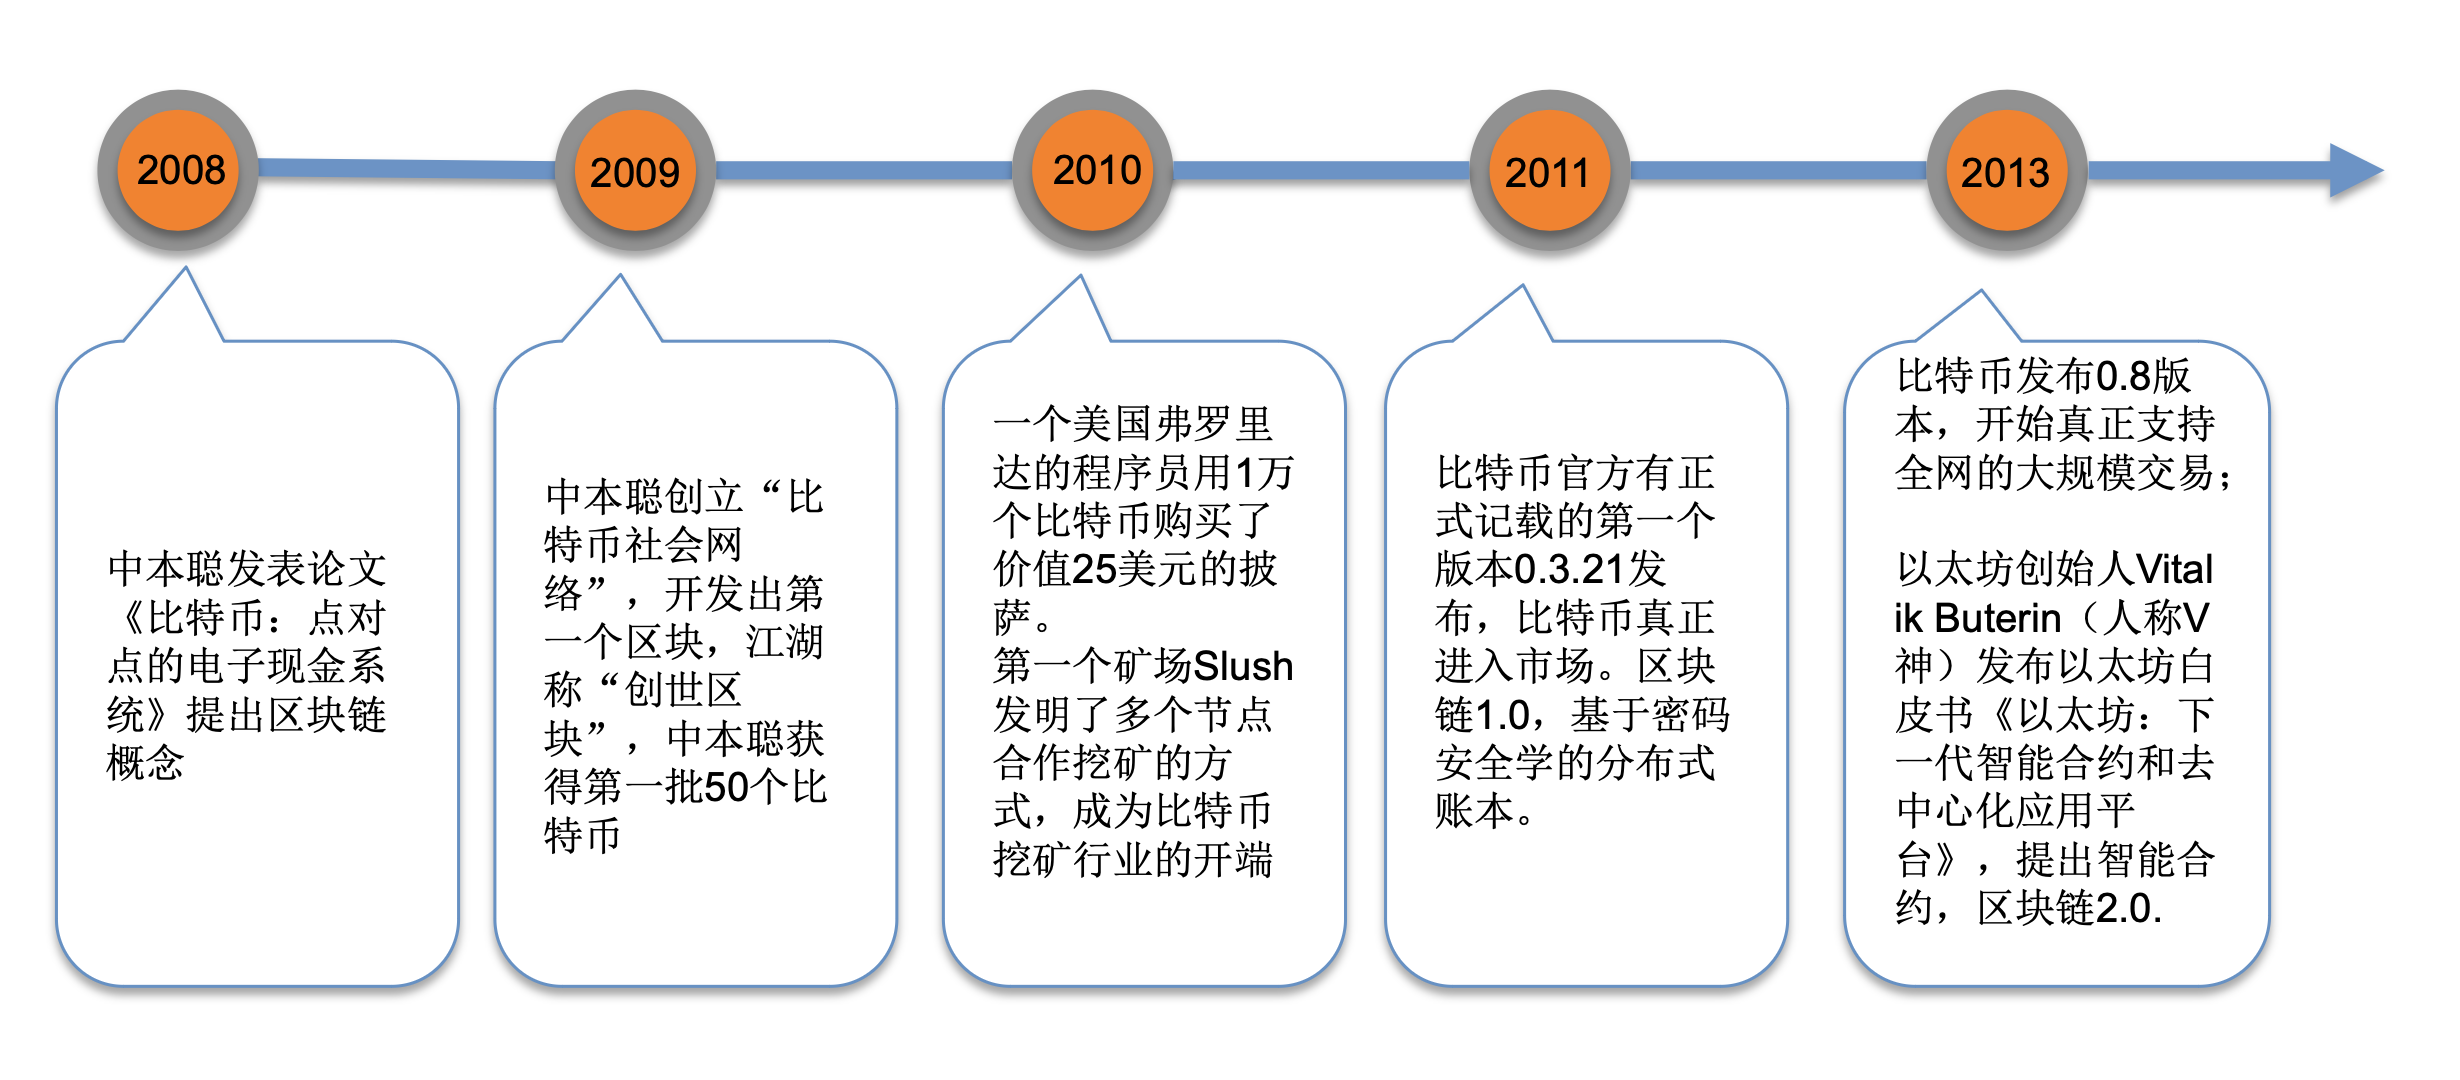 2008
2009
2010
2011
2013
中本聪发表论文
《比特币：点对
点的电子现金系
统》提出区块链
概念
中本聪创立“比
特币社会网
络”，开发出第
一个区块，江湖
称“创世区
块”，中本聪获
得第一批50个比
特币
一个美国弗罗里
达的程序员用1万
个比特币购买了
价值25美元的披
萨。
第一个矿场Slush
发明了多个节点
合作挖矿的方
式，成为比特币
挖矿行业的开端
比特币官方有正
式记载的第一个
版本0.3.21发
布，比特币真正
进入市场。区块
链1.0，基于密码
安全学的分布式
账本。
比特币发布0.8版
本，开始真正支持
全网的大规模交易；
以太坊创始人Vital
ik Buterin（人称V
神）发布以太坊白
皮书《以太坊：下
一代智能合约和去
中心化应用平
台》，提出智能合
约，区块链2.0.